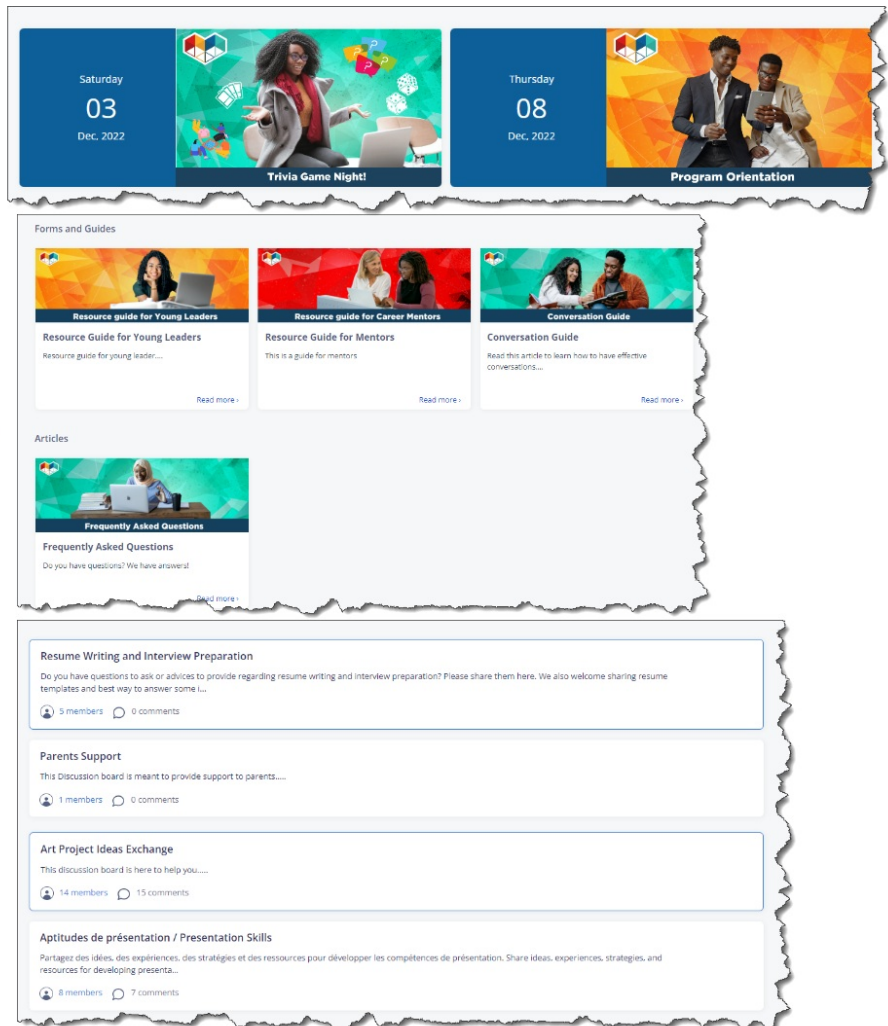 Saturday
03
Dec, 2022
Trivia Game Night!
Thursday
08
Dec, 2022
Program Orientation
Forms and Guides
Resource guide for Young Leaders
Resource Guide for Young Leaders
Resource guide for young leader....
Read more ›
Resource guide for Career Mentors
Resource Guide for Mentors
This is a guide for mentors
Read more ›
Conversation Guide
Conversation Guide
Read this article to learn how to have effective
conversations....
Read more ›
Articles
Frequently Asked Questions
Frequently Asked Questions
Do you have questions? We have answers!
Read more ›
Resume Writing and Interview Preparation
Do you have questions to ask or advices to provide regarding resume writing and interview preparation? Please share them here. We also welcome sharing resume
templates and best way to answer some i...
5 members 0 comments
Parents Support
This Discussion board is meant to provide support to parents.....
1 members 0 comments
Art Project Ideas Exchange
This discussion board is here to help you.....
14 members 15 comments
Aptitudes de présentation / Presentation Skills
Partagez des idées, des expériences, des stratégies et des ressources pour développer les compétences de présentation. Share ideas, experiences, strategies, and
resources for developing presenta...
8 members 7 comments